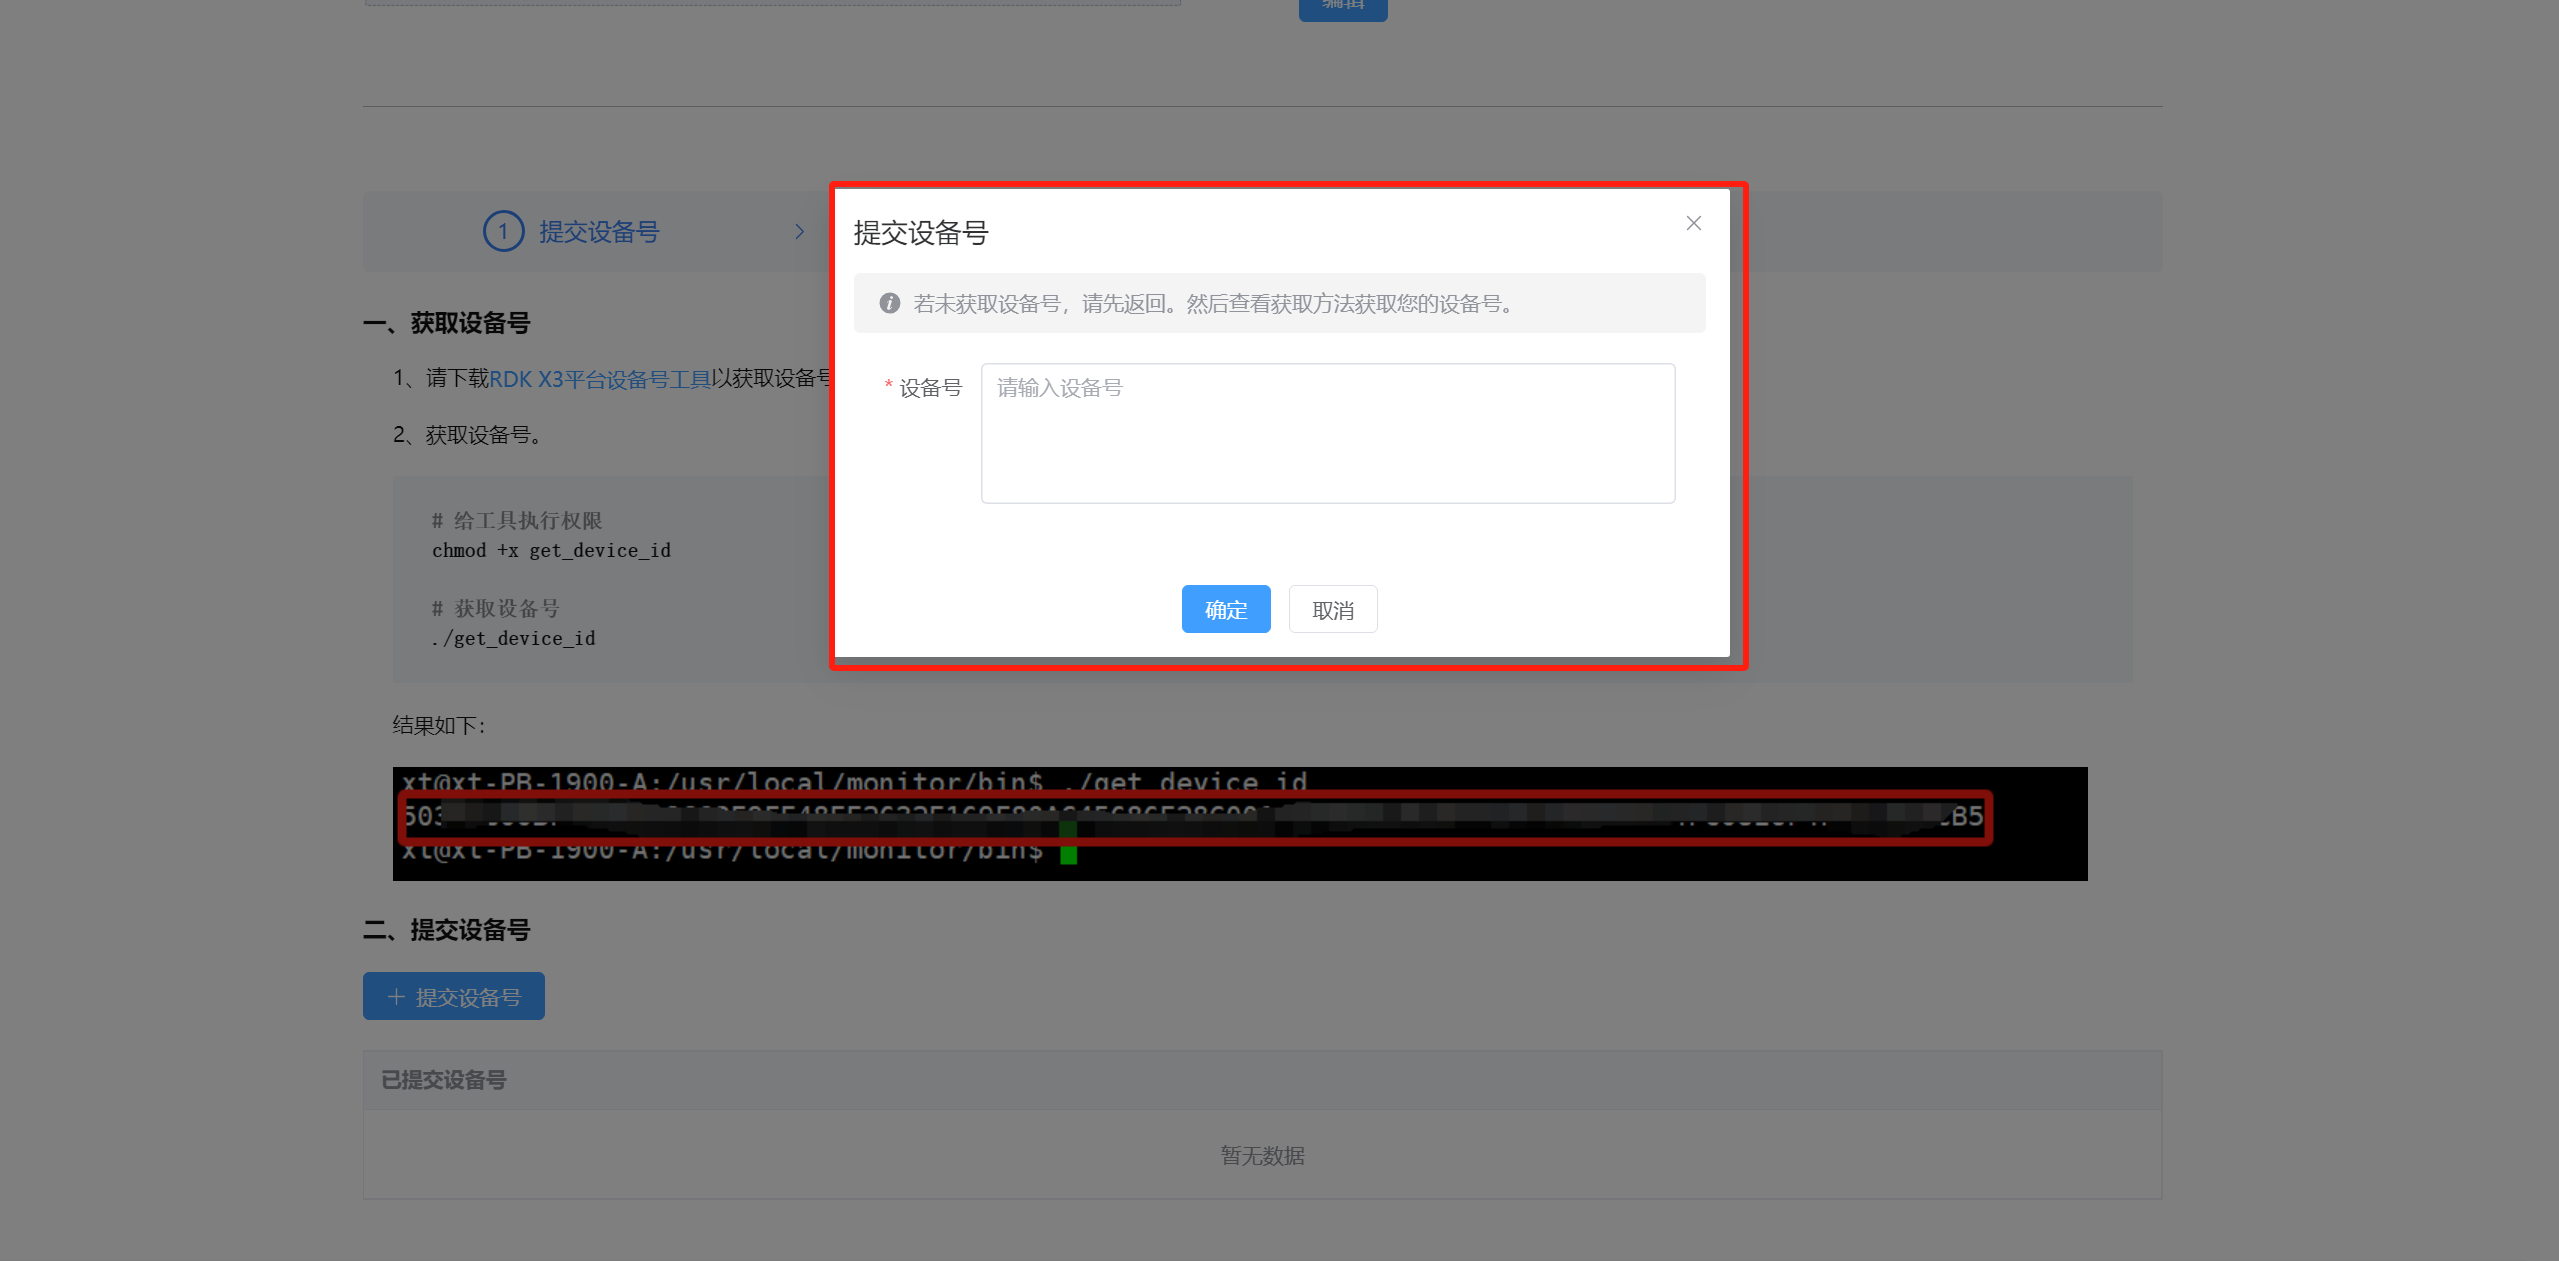 1 提交设备号
一、获取设备号
1、请下载RDK X3平台设备号工具以获取设备号
2、获取设备号。
# 给工具执行权限
chmod +x get_device_id
# 获取设备号
./get_device_id
提交设备号
若未获取设备号，请先返回。然后查看获取方法获取您的设备号。
* 设备号
请输入设备号
确定
取消
结果如下：
xt@xt-PB-1900-A:/usr/local/monitor/bin$ ./get_device_id
xt@xt-PB-1900-A:/usr/local/monitor/bin$
二、提交设备号
+ 提交设备号
已提交设备号
暂无数据